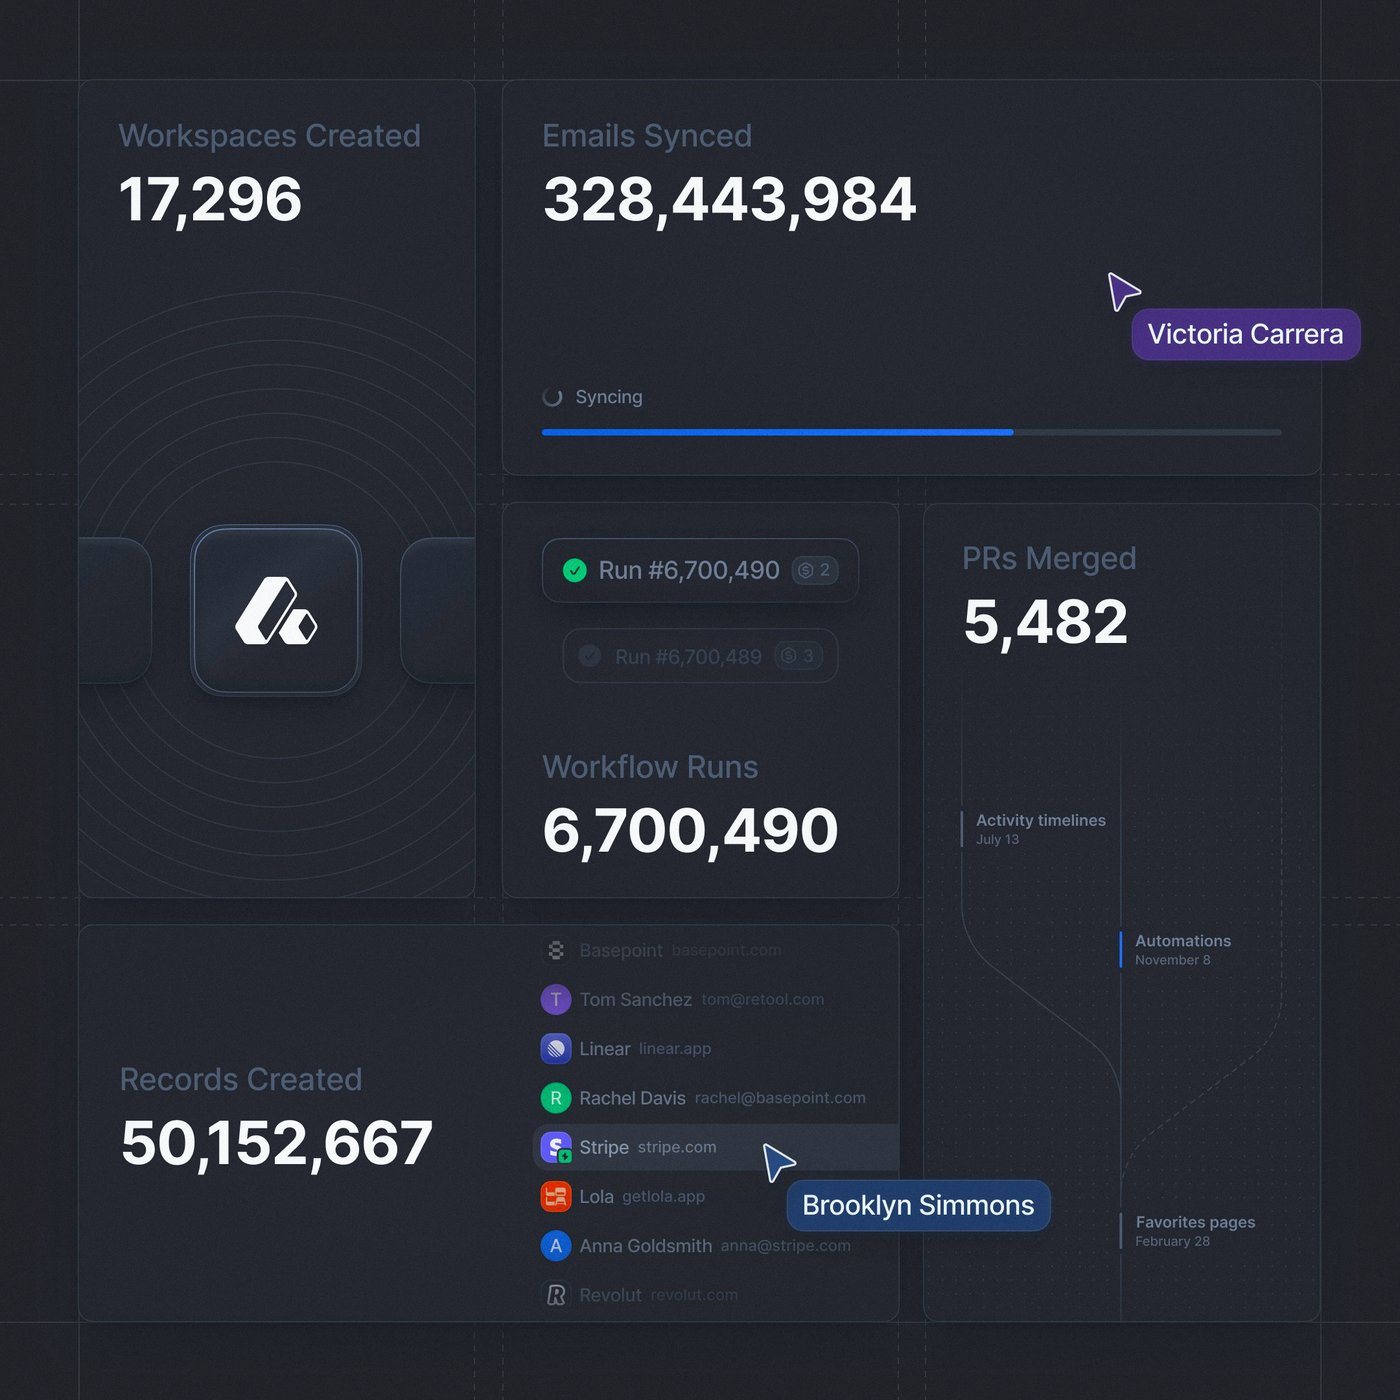 Workspaces Created
17,296
Emails Synced
328,443,984
Victoria Carrera
Syncing
Run #6,700,490 2
Run #6,700,489 3
Workflow Runs
6,700,490
PRs Merged
5,482
Activity timelines
July 13
Automations
November 8
Favorites pages
February 28
Records Created
50,152,667
Basepoint basepoint.com
T Tom Sanchez tom@retool.com
Linear linear.app
R Rachel Davis rachel@basepoint.com
S Stripe stripe.com
Lola getlola.app
Brooklyn Simmons
A Anna Goldsmith anna@stripe.com
R Revolut revolut.com